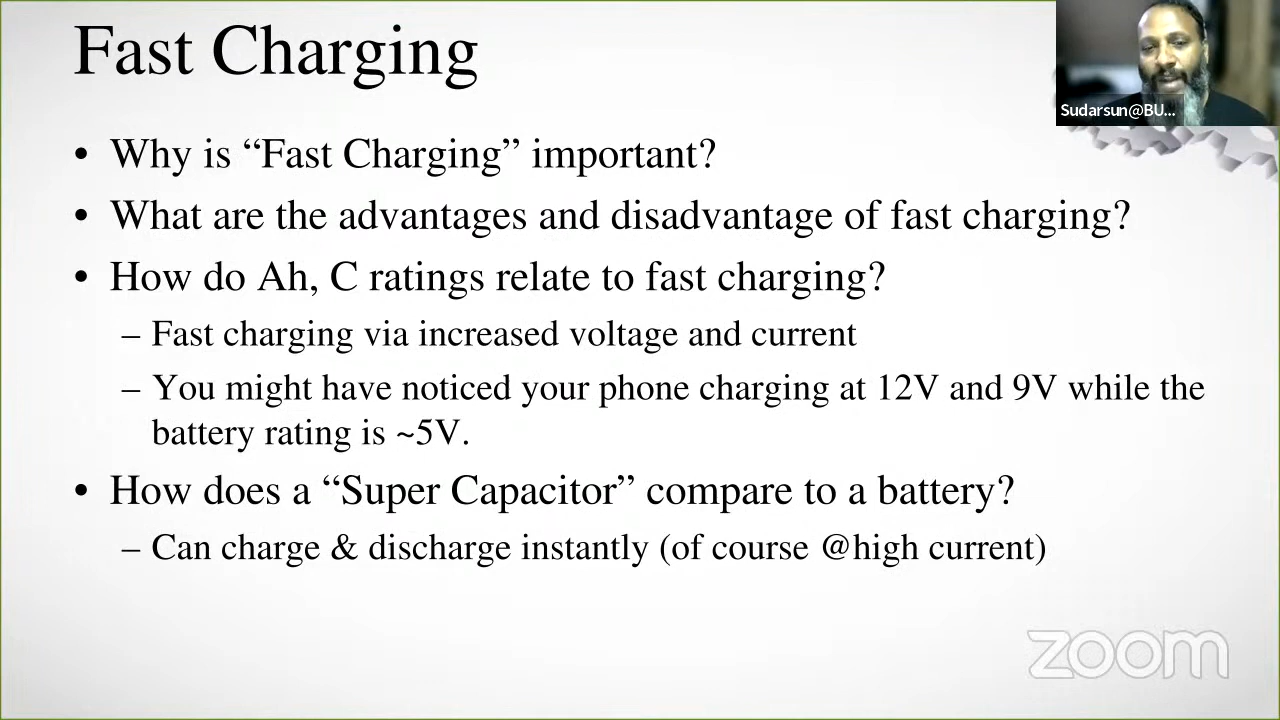 Fast Charging
Sudarsun@BU...
• Why is “Fast Charging” important?
• What are the advantages and disadvantage of fast charging?
• How do Ah, C ratings relate to fast charging?
– Fast charging via increased voltage and current
– You might have noticed your phone charging at 12V and 9V while the
battery rating is ~5V.
• How does a “Super Capacitor” compare to a battery?
– Can charge & discharge instantly (of course @high current)
zoom